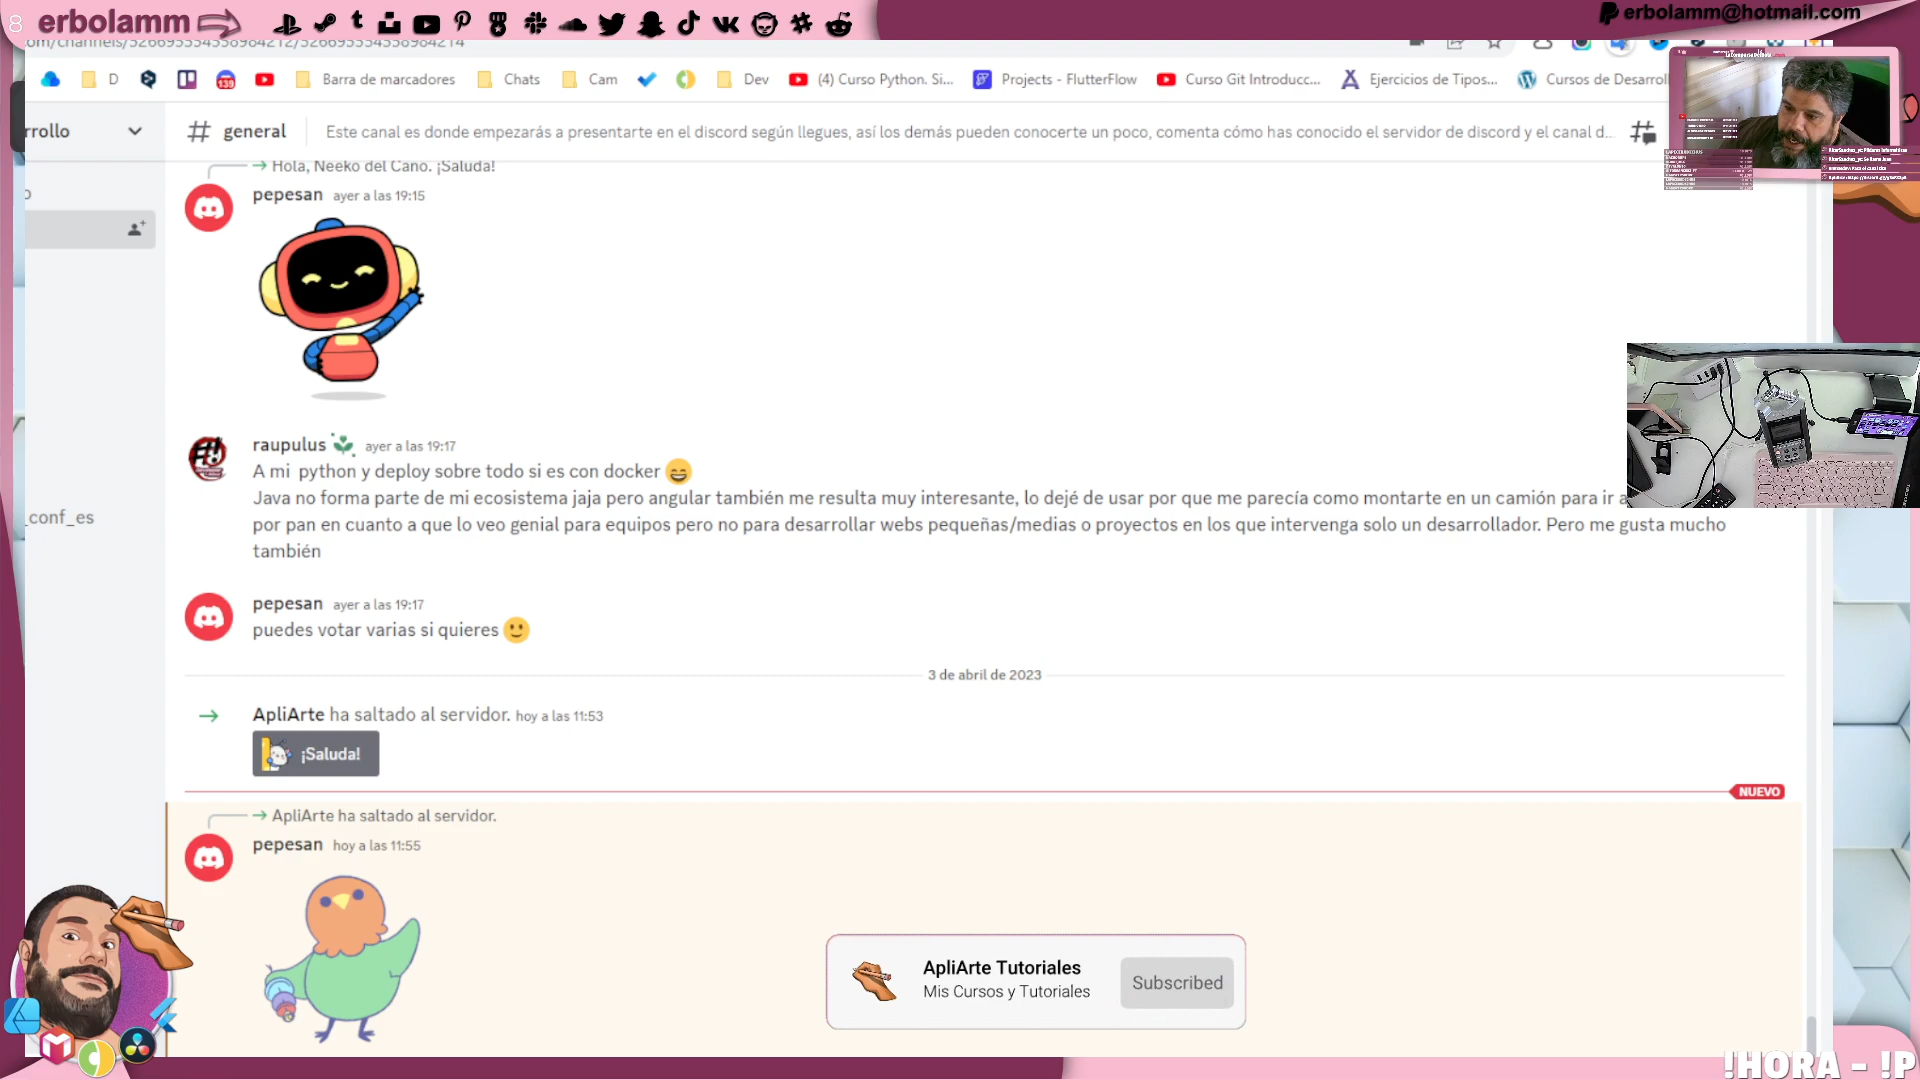 8 erbolamm
erbolamm@hotmail.com
om/channels/526695534558984212/526695534558984214
D
139
Barra de marcadores
Chats
Cam
Dev
(4) Curso Python. Si...
Projects - FlutterFlow
Curso Git Introducc...
Ejercicios de Tipos...
Cursos de Desarroll
rrollo
general
Este canal es donde empezarás a presentarte en el discord según llegues, así los demás pueden conocerte un poco, comenta cómo has conocido el servidor de discord y el canal d...
Hola, Neeko del Cano. ¡Saluda!
pepesan ayer a las 19:15
raupulus ayer a las 19:17
A mi python y deploy sobre todo si es con docker
Java no forma parte de mi ecosistema jaja pero angular también me resulta muy interesante, lo dejé de usar por que me parecía como montarte en un camión para ir a
por pan en cuanto a que lo veo genial para equipos pero no para desarrollar webs pequeñas/medias o proyectos en los que intervenga solo un desarrollador. Pero me gusta mucho
también
_conf_es
pepesan ayer a las 19:17
puedes votar varias si quieres
3 de abril de 2023
ApliArte ha saltado al servidor. hoy a las 11:53
¡Saluda!
NUEVO
ApliArte ha saltado al servidor.
pepesan hoy a las 11:55
ApliArte Tutoriales
Mis Cursos y Tutoriales
Subscribed
!HORA - !P